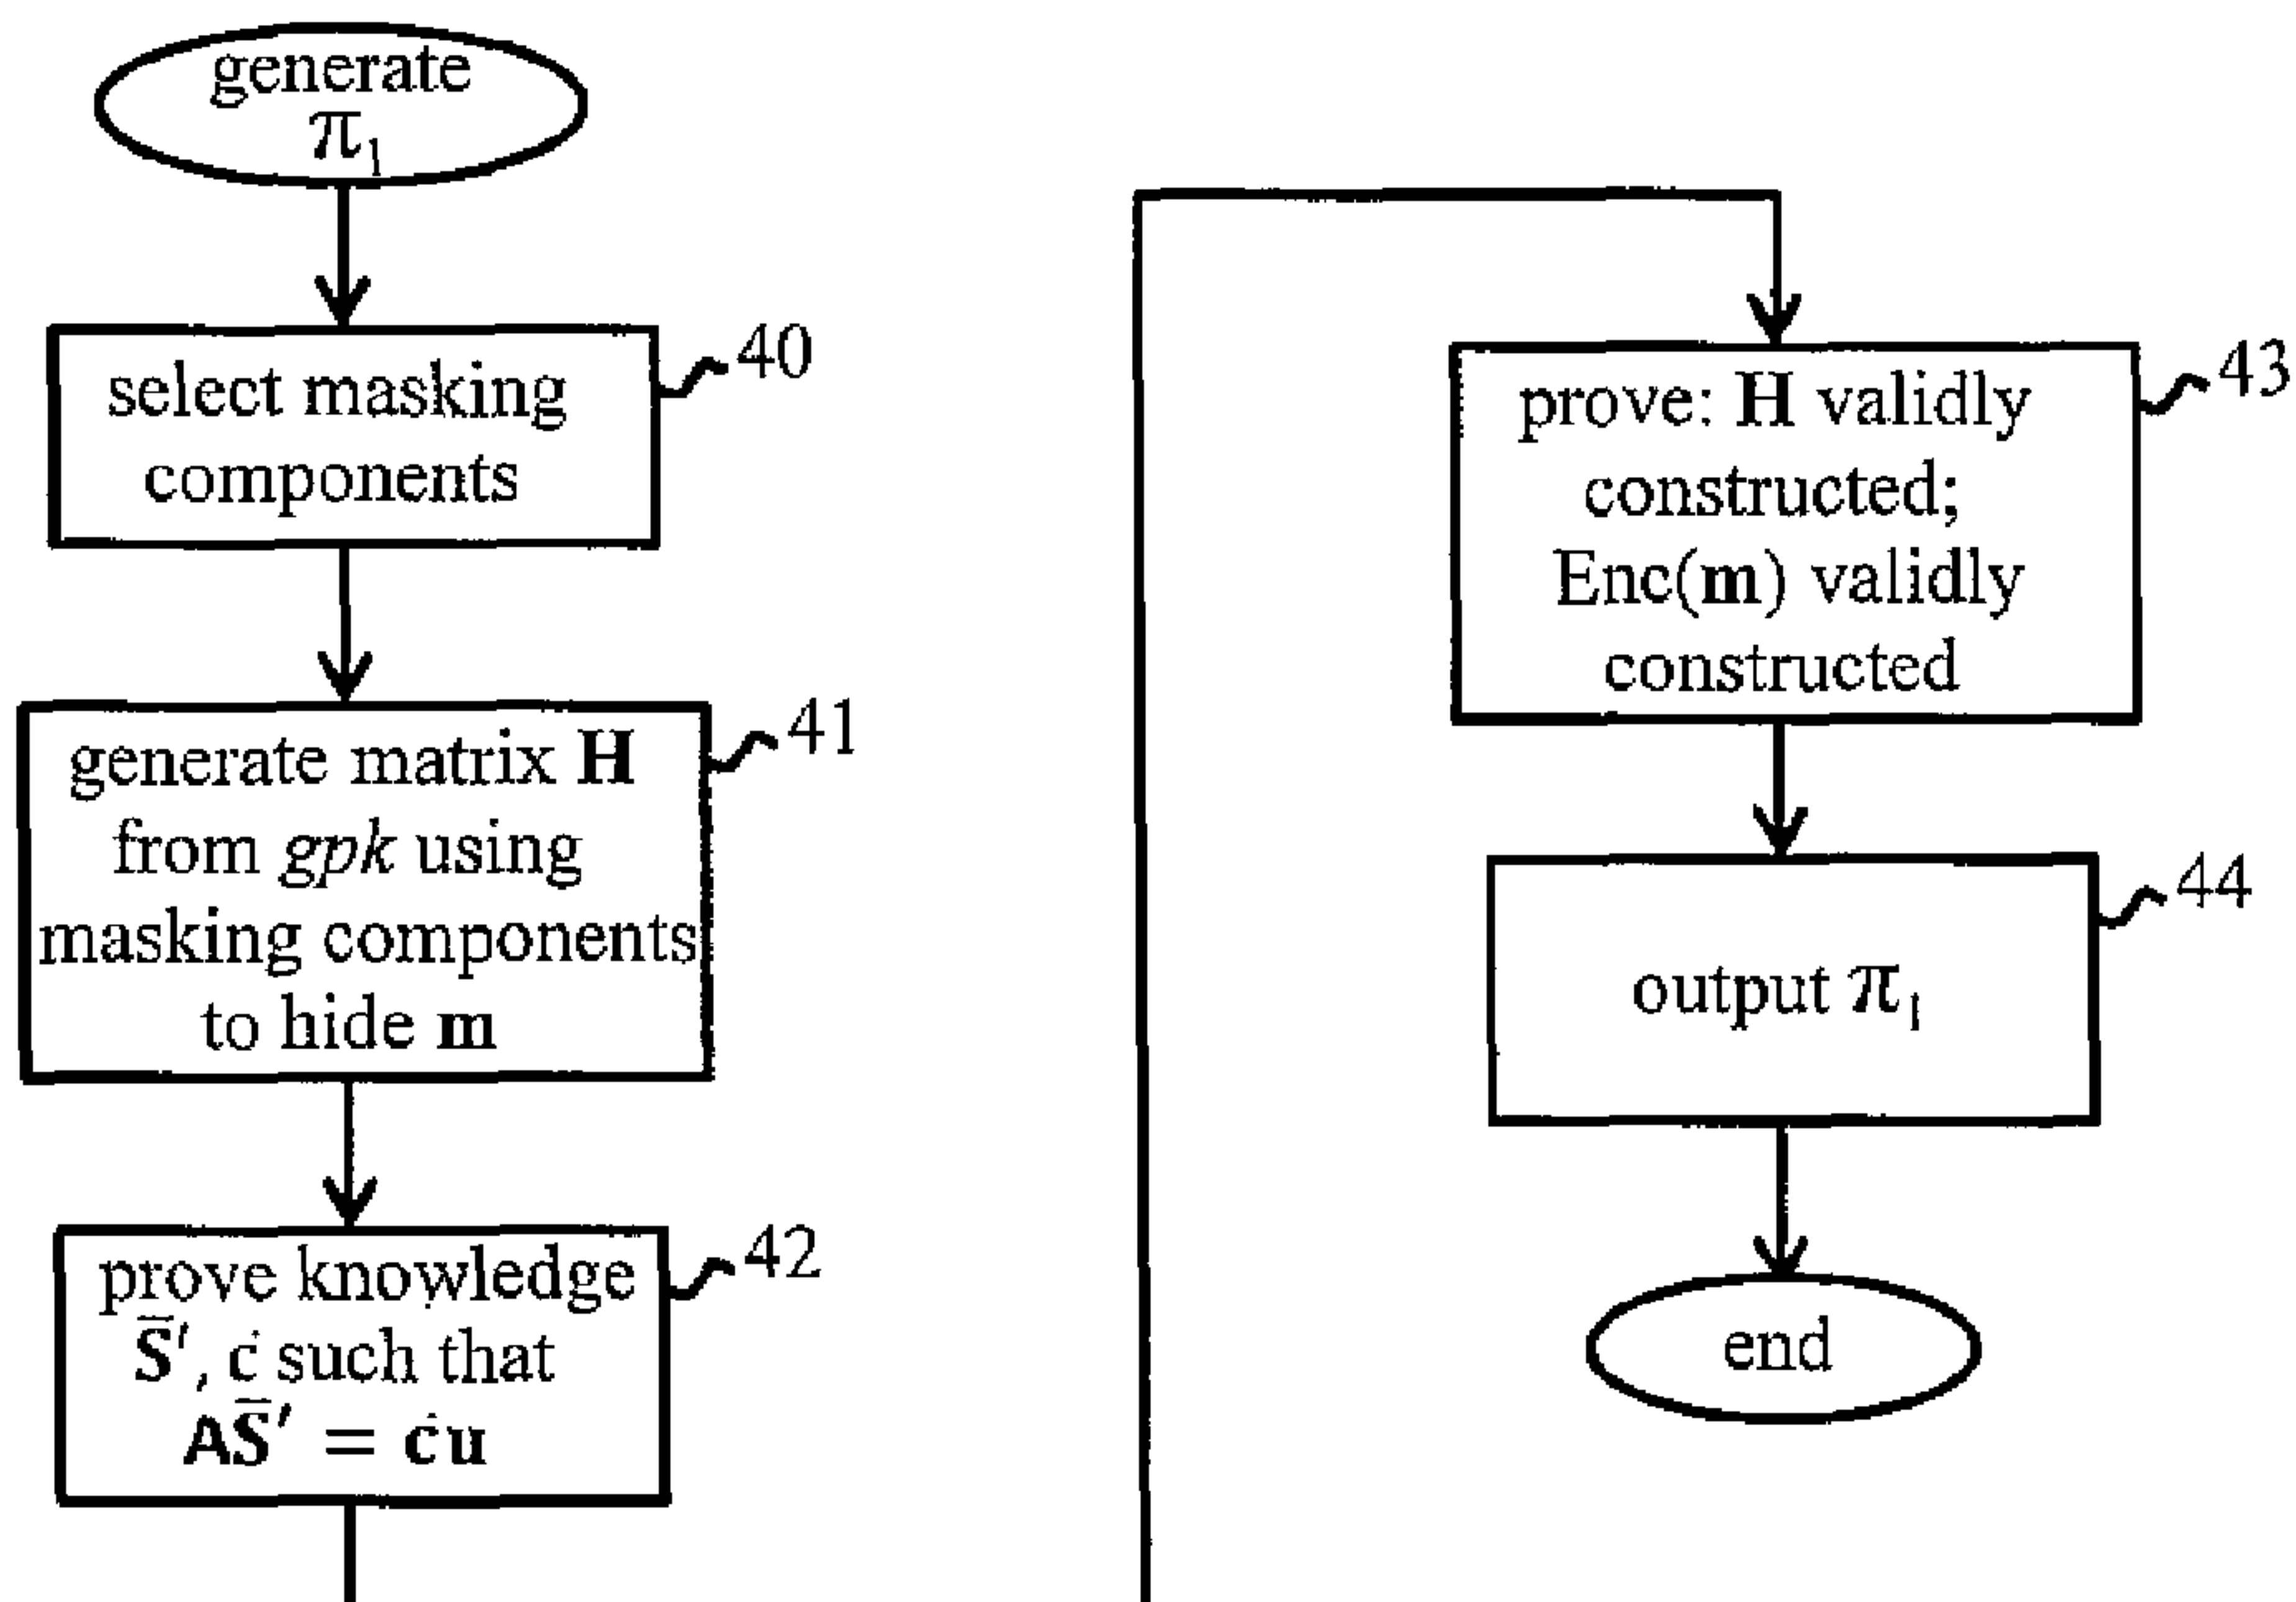 generate
π₁
select masking
components
40
generate matrix H
from gpk using
masking components
to hide m
41
prove knowledge
S̅′, ċ such that
AS̅′ = ċu
42
prove: H validly
constructed;
Enc(m) validly
constructed
43
output π₁
44
end